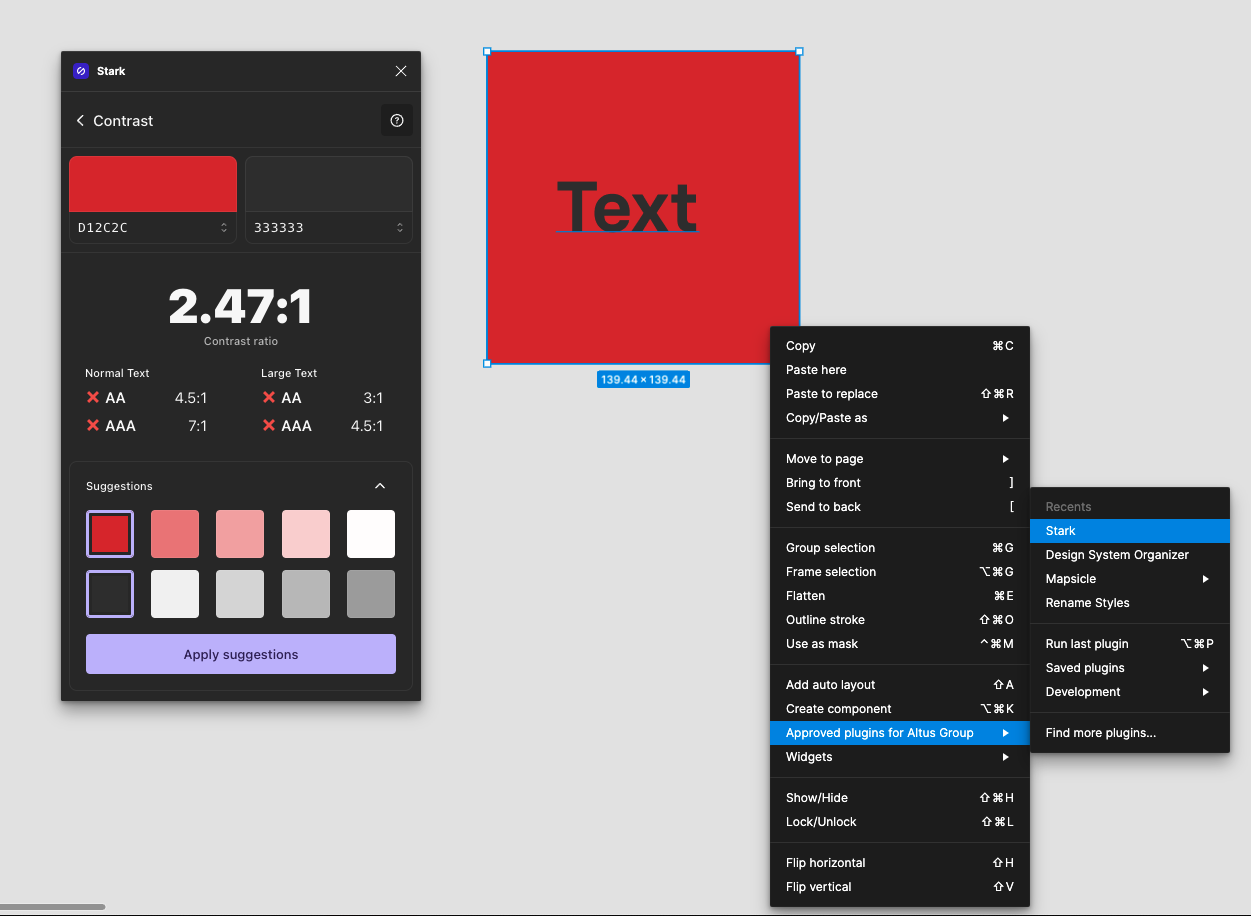 Stark
Contrast
D12C2C
333333
2.47:1
Contrast ratio
Normal Text
AA 4.5:1
AAA 7:1
Large Text
AA 3:1
AAA 4.5:1
Suggestions
Apply suggestions
Text
139.44 × 139.44
Copy ⌘C
Paste here
Paste to replace ⇧⌘R
Copy/Paste as
Move to page
Bring to front ]
Send to back [
Group selection ⌘G
Frame selection ⌥⌘G
Flatten ⌘E
Outline stroke ⇧⌘O
Use as mask ^⌘M
Add auto layout ⇧A
Create component ⌥⌘K
Approved plugins for Altus Group
Widgets
Show/Hide ⇧⌘H
Lock/Unlock ⇧⌘L
Flip horizontal ⇧H
Flip vertical ⇧V
Recents
Stark
Design System Organizer
Mapsicle
Rename Styles
Run last plugin ⌥⌘P
Saved plugins
Development
Find more plugins...